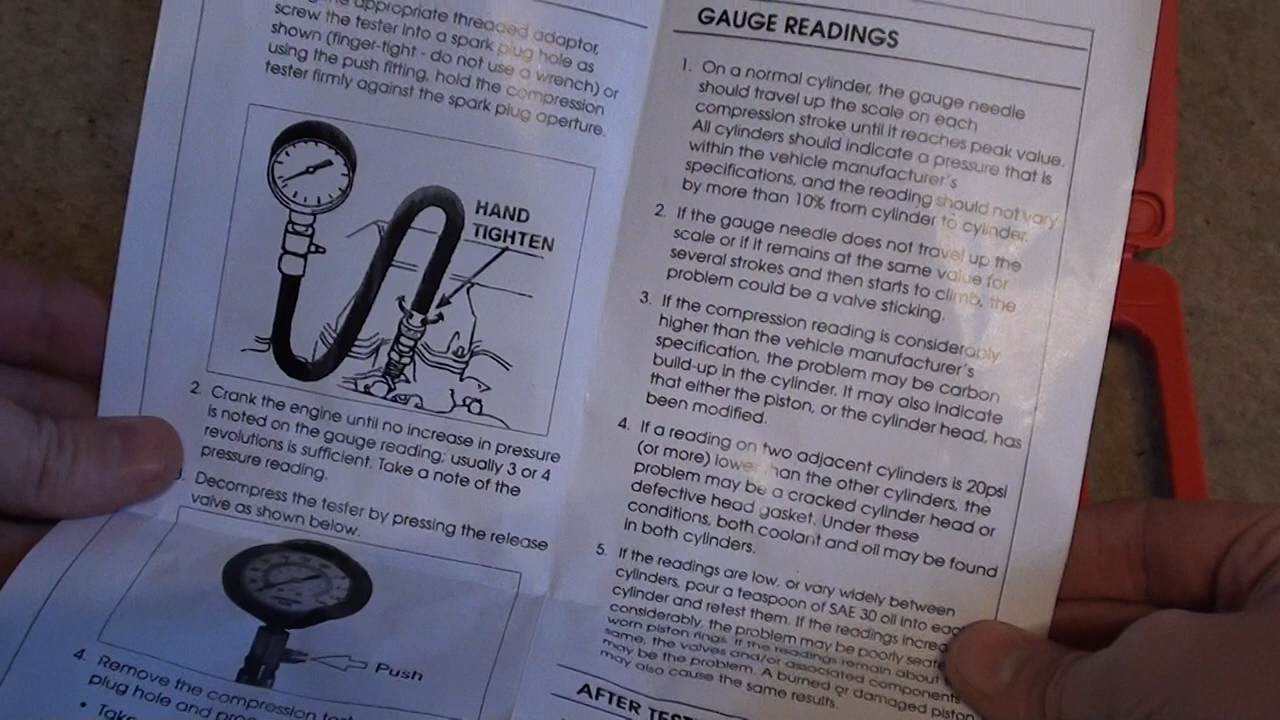 appropriate threaded adaptor,
screw the tester into a spark plug hole as
shown (finger-tight - do not use a wrench) or
using the push fitting, hold the compression
tester firmly against the spark plug aperture.
HAND
TIGHTEN
2. Crank the engine until no increase in pressure
is noted on the gauge reading; usually 3 or 4
revolutions is sufficient. Take a note of the
pressure reading.
Decompress the tester by pressing the release
valve as shown below.
Push
4. Remove the compression
plug hole and
• Take
GAUGE READINGS
1. On a normal cylinder, the gauge needle
should travel up the scale on each
compression stroke until it reaches peak value.
All cylinders should indicate a pressure that is
within the vehicle manufacturer's
specifications, and the reading should not vary
by more than 10% from cylinder to cylinder.
2. If the gauge needle does not travel up the
scale or if it remains at the same value for
several strokes and then starts to climb, the
problem could be a valve sticking.
3. If the compression reading is considerably
higher than the vehicle manufacturer's
specification, the problem may be carbon
build-up in the cylinder. It may also indicate
that either the piston, or the cylinder head, has
been modified.
4. If a reading on two adjacent cylinders is 20psi
(or more) lower than the other cylinders, the
problem may be a cracked cylinder head or
defective head gasket. Under these
conditions, both coolant and oil may be found
in both cylinders.
5. If the readings are low, or vary widely between
cylinders, pour a teaspoon of SAE 30 oil into each
cylinder and retest them. If the readings
considerably, the problem may be poorly
worn piston rings. If the readings remain about
same, the valves and/or associated components
may be the problem. A burned or damaged piston
may also cause the same results.
AFTER